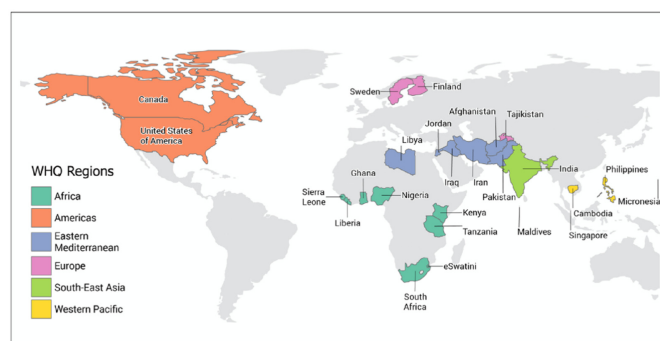 Canada
United States
of America
Sweden
Finland
Afghanistan
Tajikistan
Jordan
Libya
Iraq
Iran
Pakistan
India
Philippines
Micronesia
Cambodia
Singapore
Maldives
Ghana
Nigeria
Sierra
Leone
Liberia
Kenya
Tanzania
eSwatini
South
Africa
WHO Regions
Africa
Americas
Eastern
Mediterranean
Europe
South-East Asia
Western Pacific